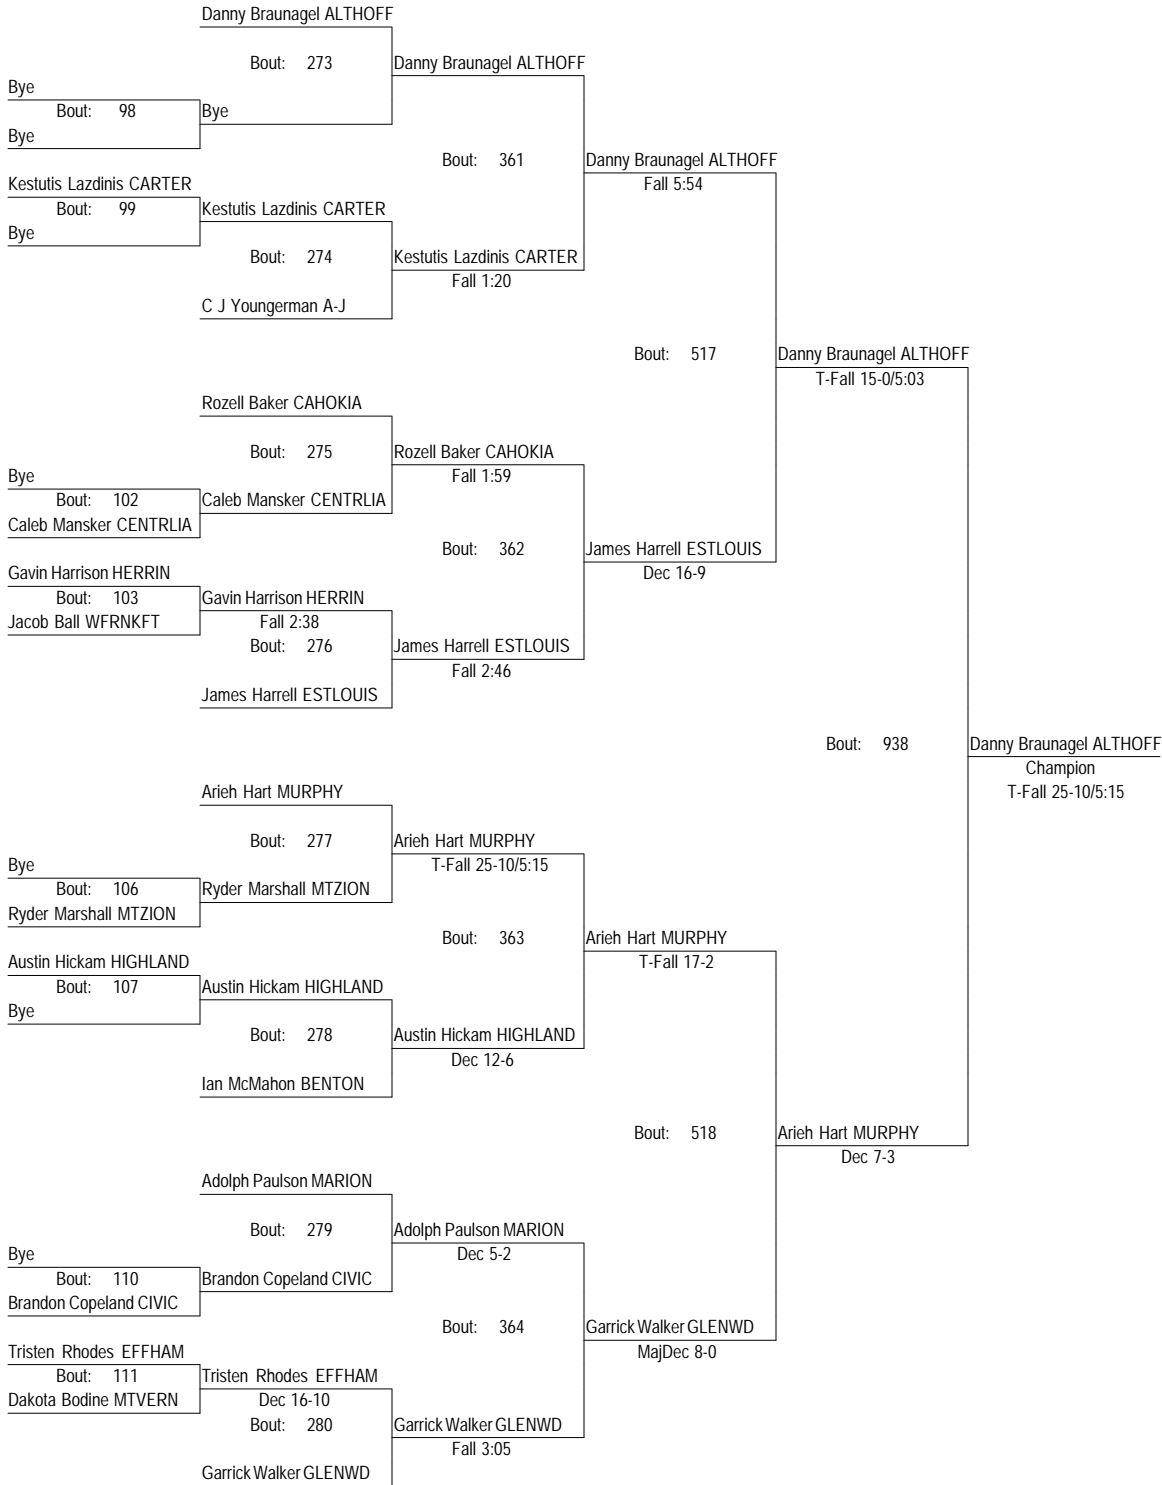 Danny Braunagel ALTHOFF
Bout: 273
Danny Braunagel ALTHOFF
Bye
Bout: 98
Bye
Bye
Bout: 361
Danny Braunagel ALTHOFF
Fall 5:54
Kestutis Lazdinis CARTER
Bout: 99
Kestutis Lazdinis CARTER
Bye
Bout: 274
Kestutis Lazdinis CARTER
Fall 1:20
C J Youngerman A-J
Bout: 517
Danny Braunagel ALTHOFF
T-Fall 15-0/5:03
Rozell Baker CAHOKIA
Bout: 275
Rozell Baker CAHOKIA
Fall 1:59
Bye
Bout: 102
Caleb Mansker CENTRLIA
Caleb Mansker CENTRLIA
Bout: 362
James Harrell ESTLOUIS
Dec 16-9
Gavin Harrison HERRIN
Bout: 103
Gavin Harrison HERRIN
Jacob Ball WFRNKFT
Fall 2:38
Bout: 276
James Harrell ESTLOUIS
Fall 2:46
James Harrell ESTLOUIS
Bout: 938
Danny Braunagel ALTHOFF
Champion
T-Fall 25-10/5:15
Arieh Hart MURPHY
Bout: 277
Arieh Hart MURPHY
T-Fall 25-10/5:15
Bye
Bout: 106
Ryder Marshall MTZION
Ryder Marshall MTZION
Bout: 363
Arieh Hart MURPHY
T-Fall 17-2
Austin Hickam HIGHLAND
Bout: 107
Austin Hickam HIGHLAND
Bye
Bout: 278
Austin Hickam HIGHLAND
Dec 12-6
Ian McMahon BENTON
Bout: 518
Arieh Hart MURPHY
Dec 7-3
Adolph Paulson MARION
Bout: 279
Adolph Paulson MARION
Dec 5-2
Bye
Bout: 110
Brandon Copeland CIVIC
Brandon Copeland CIVIC
Bout: 364
Garrick Walker GLENWD
MajDec 8-0
Tristen Rhodes EFFHAM
Bout: 111
Tristen Rhodes EFFHAM
Dakota Bodine MTVERN
Dec 16-10
Bout: 280
Garrick Walker GLENWD
Fall 3:05
Garrick Walker GLENWD